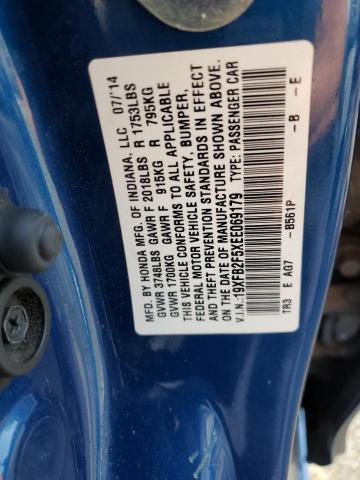 MFD. BY HONDA MFG. OF INDIANA, LLC 07/'14
GVWR 3748LBS GAWR F 2018LBS R 1753LBS
GVWR 1700KG GAWR F 915KG R 795KG
THIS VEHICLE CONFORMS TO ALL APPLICABLE
FEDERAL MOTOR VEHICLE SAFETY, BUMPER,
AND THEFT PREVENTION STANDARDS IN EFFECT
ON THE DATE OF MANUFACTURE SHOWN ABOVE.
V.I.N.:19XFB2F5XEE069179 TYPE: PASSENGER CAR
-B561P -B -E
TR3 E AG7